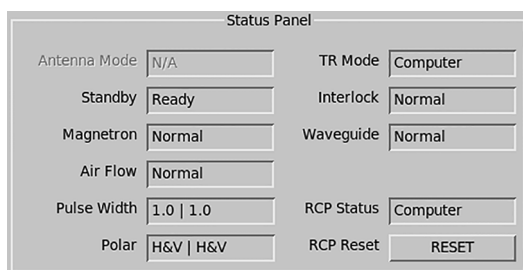 Status Panel
Antenna Mode N/A TR Mode Computer
Standby Ready Interlock Normal
Magnetron Normal Waveguide Normal
Air Flow Normal
Pulse Width 1.0 | 1.0 RCP Status Computer
Polar H&V | H&V RCP Reset RESET